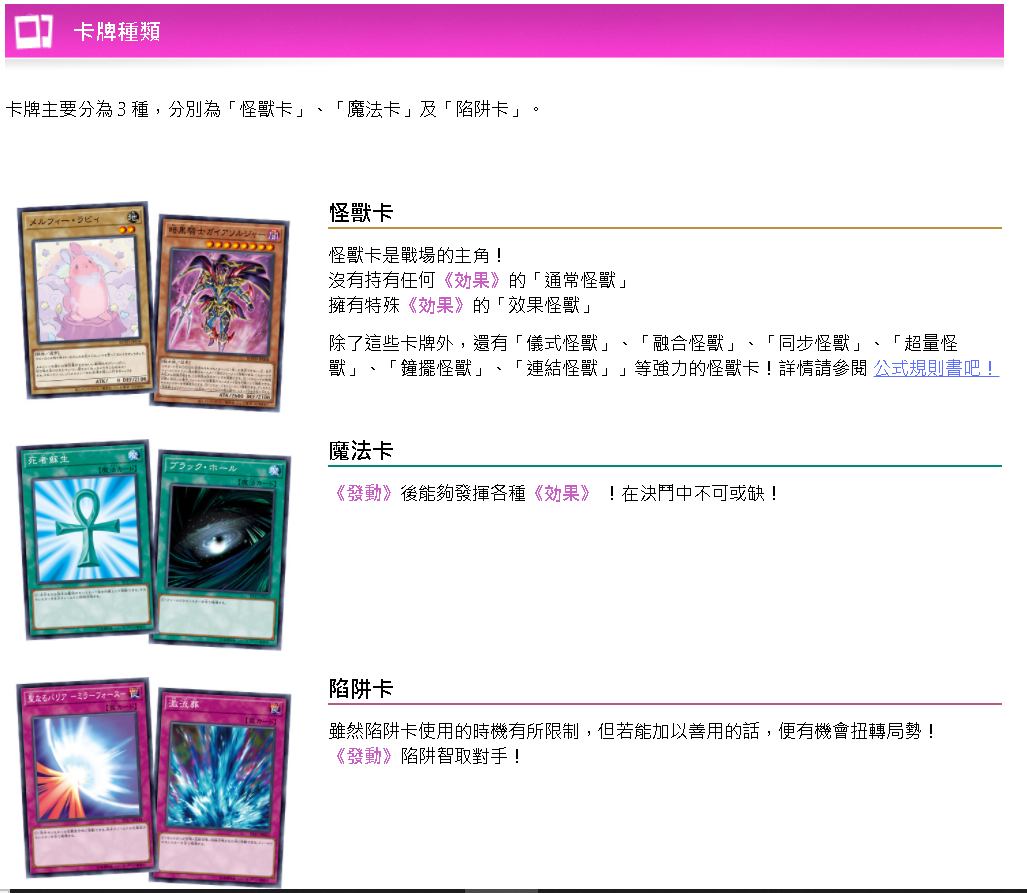 卡牌種類
卡牌主要分為3種，分別為「怪獸卡」、「魔法卡」及「陷阱卡」。
メルフィー・ラビィ
地
暗黒騎士ガイアソルジャー
闇
怪獸卡
怪獸卡是戰場的主角！
沒有持有任何《效果》的「通常怪獸」
擁有特殊《效果》的「效果怪獸」
除了這些卡牌外，還有「儀式怪獸」、「融合怪獸」、「同步怪獸」、「超量怪
獸」、「鐘擺怪獸」、「連結怪獸」」等強力的怪獸卡！詳情請參閱 公式規則書吧！
死者蘇生
魔
[魔法カード]
ブラック・ホール
魔
[魔法カード]
魔法卡
《發動》後能夠發揮各種《效果》 ！在決鬥中不可或缺！
聖なるバリア －ミラーフォース－
罠
[罠カード]
激流葬
罠
[罠カード]
陷阱卡
雖然陷阱卡使用的時機有所限制，但若能加以善用的話，便有機會扭轉局勢！
《發動》陷阱智取對手！